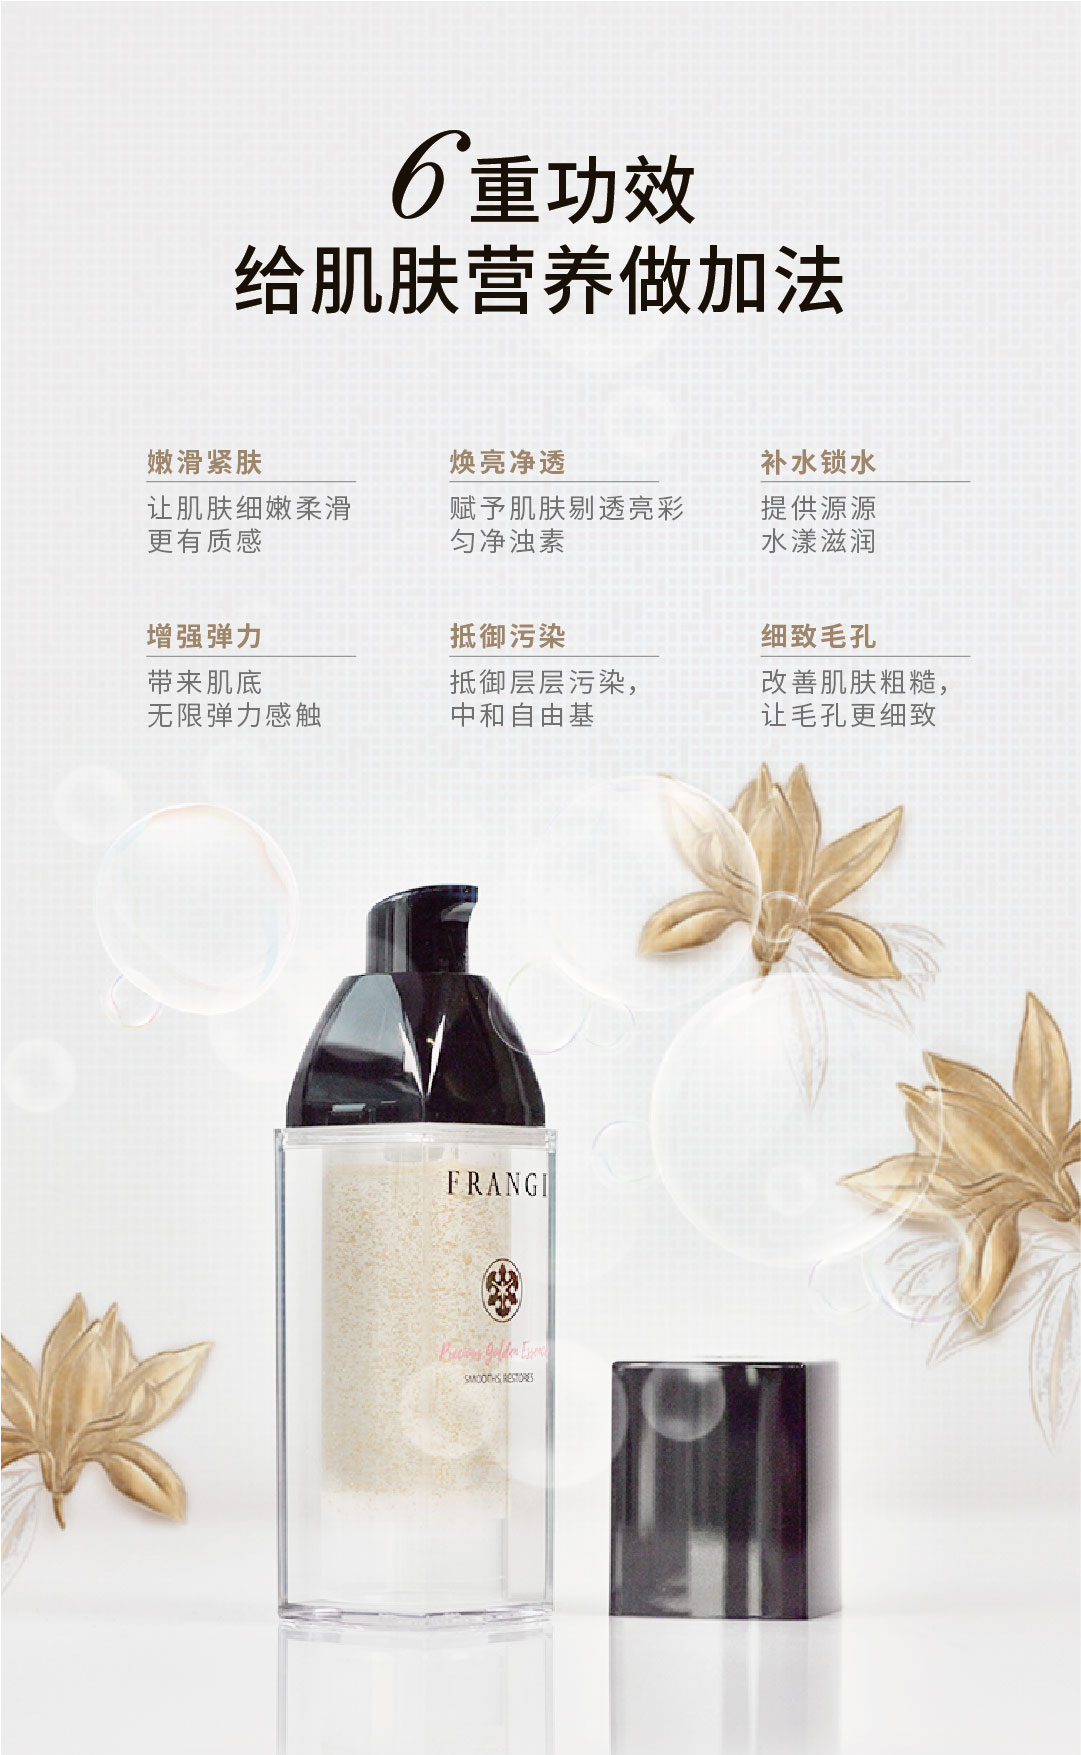 6重功效
给肌肤营养做加法
嫩滑紧肤
让肌肤细嫩柔滑
更有质感
焕亮净透
赋予肌肤剔透亮彩
匀净浊素
补水锁水
提供源源
水漾滋润
增强弹力
带来肌底
无限弹力感触
抵御污染
抵御层层污染，
中和自由基
细致毛孔
改善肌肤粗糙，
让毛孔更细致
FRANGI
Golden
SMOOTHS, RESTORES